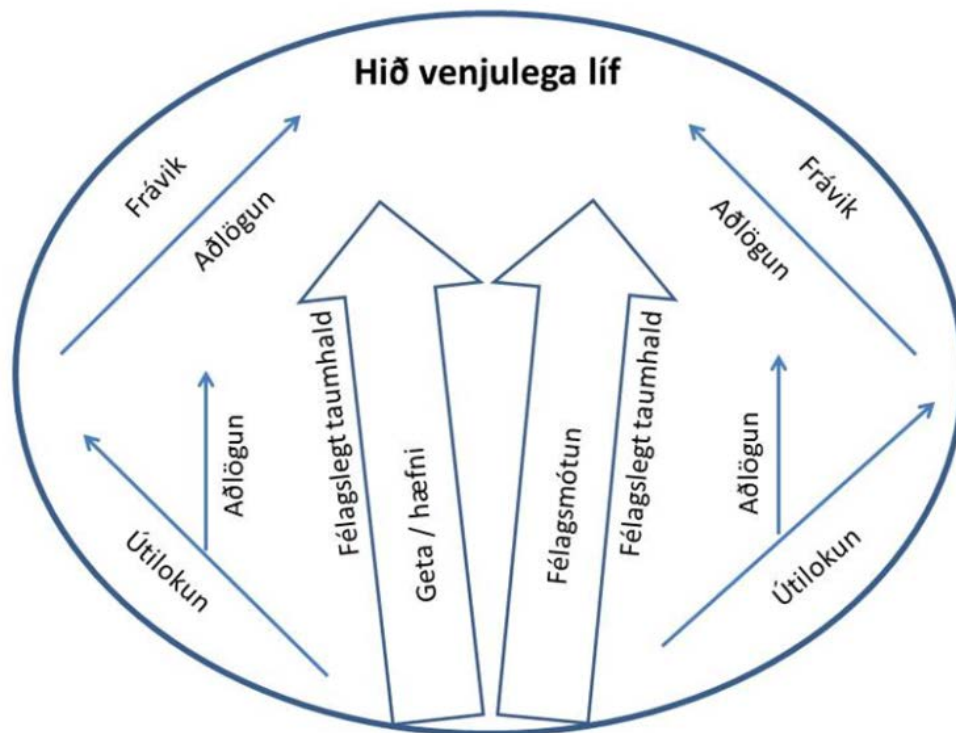 Hið venjulega líf
Frávik
Aðlögun
Frávik
Aðlögun
Félagslegt taumhald
Geta / hæfni
Félagsmótun
Félagslegt taumhald
Aðlögun
Útilokun
Aðlögun
Útilokun